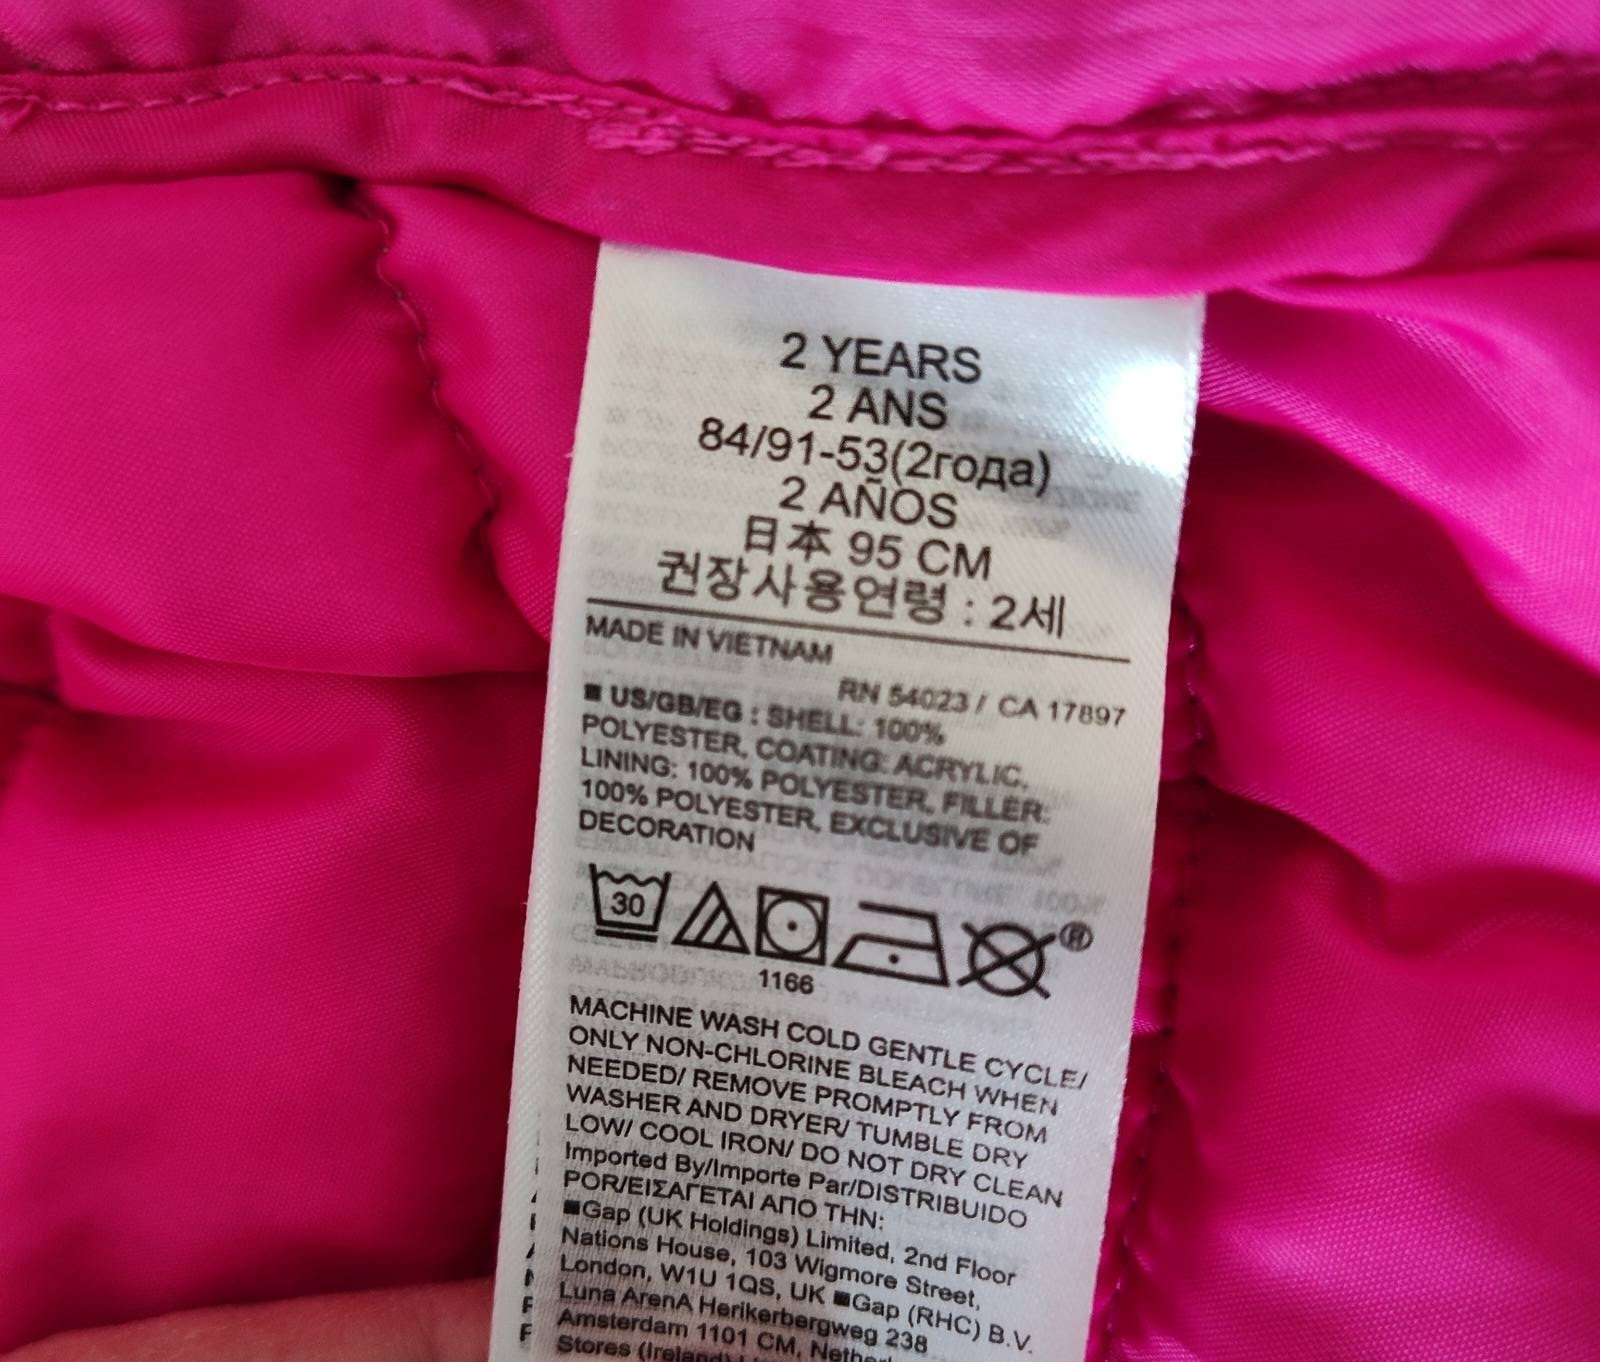 2 YEARS
2 ANS
84/91-53(2года)
2 AÑOS
日本 95 CM
권장사용연령 : 2세
MADE IN VIETNAM
RN 54023 / CA 17897
■ US/GB/EG : SHELL: 100%
POLYESTER, COATING: ACRYLIC,
LINING: 100% POLYESTER, FILLER:
100% POLYESTER, EXCLUSIVE OF
DECORATION
30
®
1166
MACHINE WASH COLD GENTLE CYCLE/
ONLY NON-CHLORINE BLEACH WHEN
NEEDED/ REMOVE PROMPTLY FROM
WASHER AND DRYER/ TUMBLE DRY
LOW/ COOL IRON/ DO NOT DRY CLEAN
Imported By/Importe Par/DISTRIBUIDO
POR/ΕΙΣΑΓΕΤΑΙ ΑΠΟ ΤΗΝ:
■Gap (UK Holdings) Limited, 2nd Floor
Nations House, 103 Wigmore Street,
London, W1U 1QS, UK ■Gap (RHC) B.V.
Luna ArenA Herikerbergweg 238
Amsterdam 1101 CM,
Stores